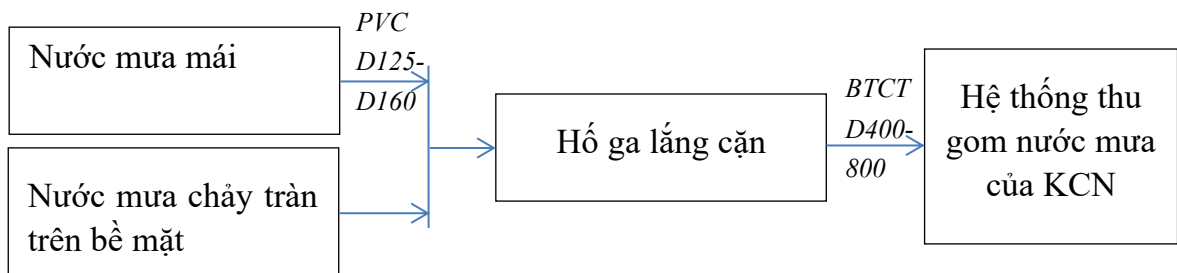 Nước mưa mái
PVC
D125-
D160
Nước mưa chảy tràn
trên bề mặt
Hố ga lắng cặn
BTCT
D400-
800
Hệ thống thu
gom nước mưa
của KCN